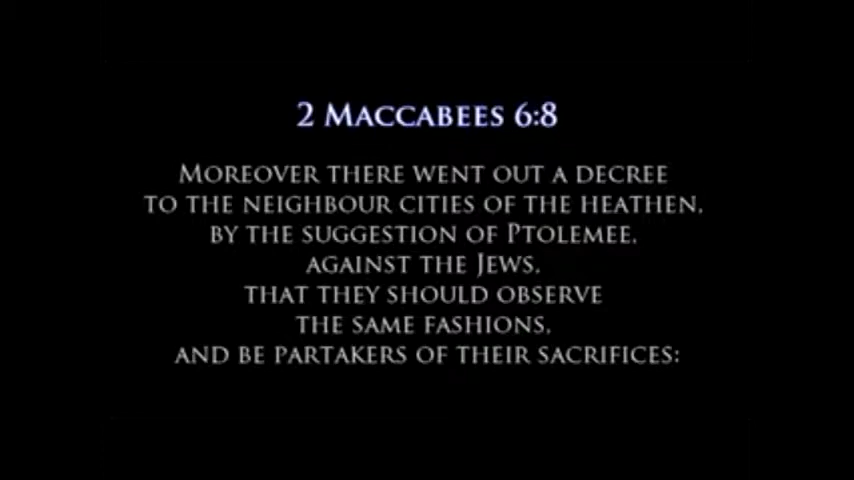 2 Maccabees 6:8
Moreover there went out a decree
to the neighbour cities of the heathen,
by the suggestion of Ptolemee,
against the Jews,
that they should observe
the same fashions,
and be partakers of their sacrifices: